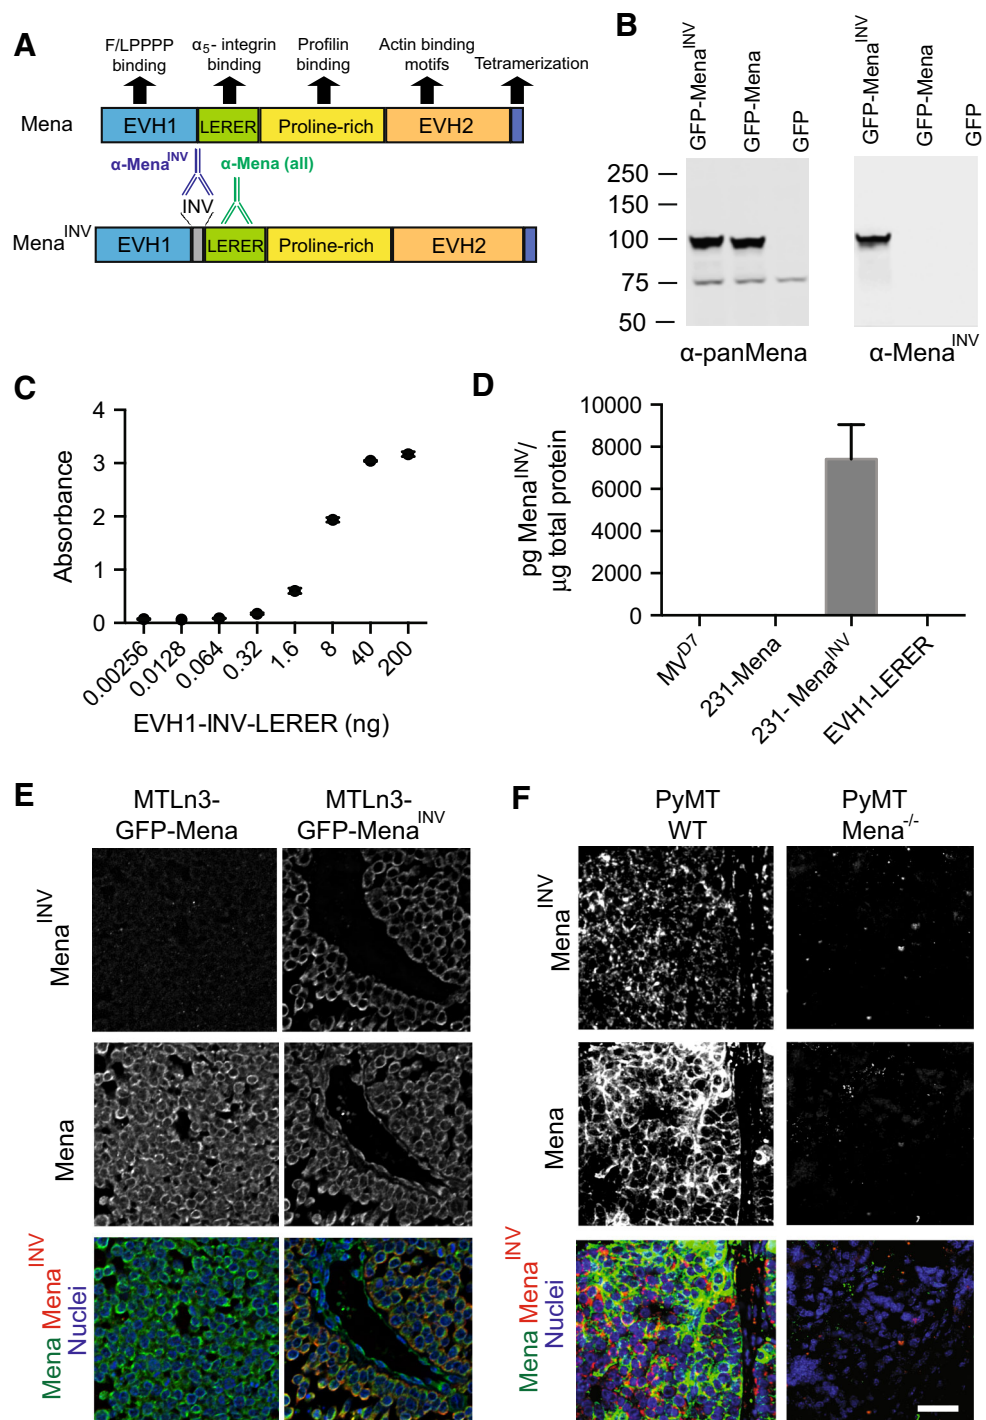 A
F/LPPPP binding
α5- integrin binding
Profilin binding
Actin binding motifs
Tetramerization
Mena
EVH1
LERER
Proline-rich
EVH2
α-MenaINV
α-Mena (all)
INV
MenaINV
EVH1
LERER
Proline-rich
EVH2
B
GFP-MenaINV
GFP-Mena
GFP
GFP-MenaINV
GFP-Mena
GFP
250
150
100
75
50
α-panMena
α-MenaINV
C
Absorbance
4
3
2
1
0
0.00256
0.0128
0.064
0.32
1.6
8
40
200
EVH1-INV-LERER (ng)
D
pg MenaINV/
µg total protein
10000
8000
6000
4000
2000
0
MVD7
231-Mena
231- MenaINV
EVH1-LERER
E
MTLn3-
GFP-Mena
MTLn3-
GFP-MenaINV
MenaINV
Mena
Mena MenaINV
Nuclei
F
PyMT
WT
PyMT
Mena-/-
MenaINV
Mena
Mena MenaINV
Nuclei